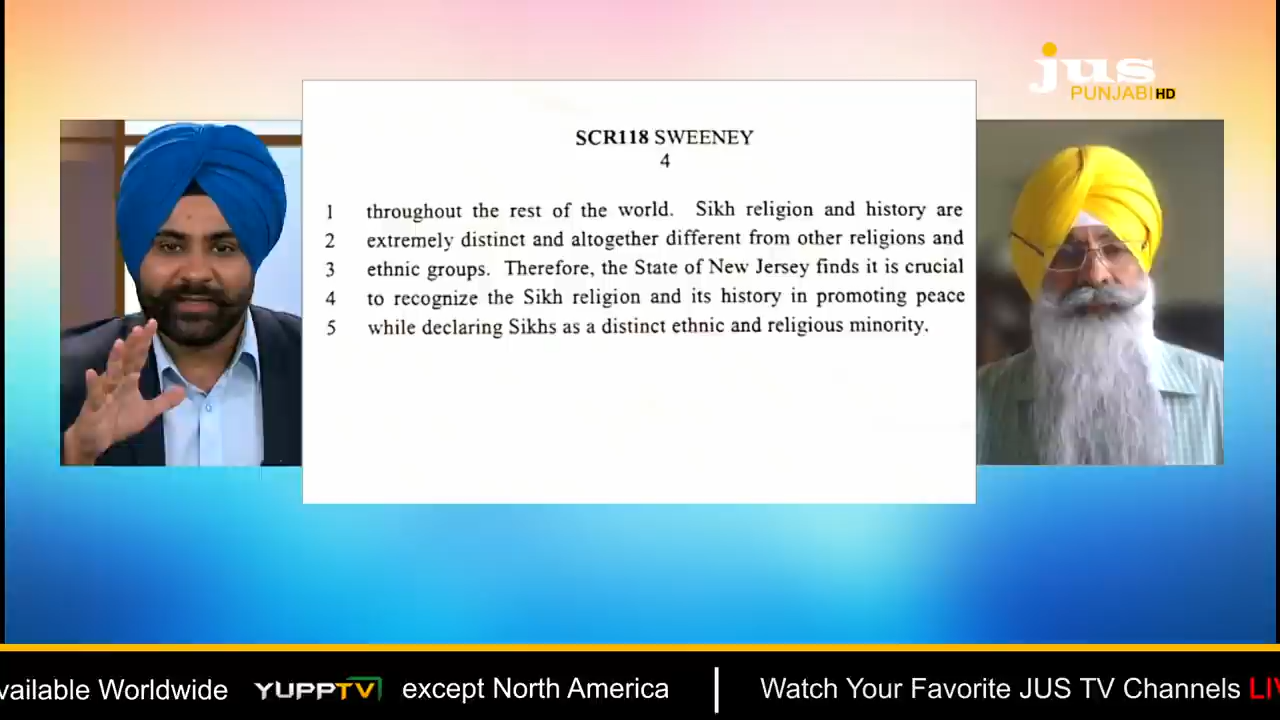 jus
PUNJABI HD
SCR118 SWEENEY
4
1 throughout the rest of the world. Sikh religion and history are
2 extremely distinct and altogether different from other religions and
3 ethnic groups. Therefore, the State of New Jersey finds it is crucial
4 to recognize the Sikh religion and its history in promoting peace
5 while declaring Sikhs as a distinct ethnic and religious minority.
vailable Worldwide YUPPTV except North America | Watch Your Favorite JUS TV Channels LIV